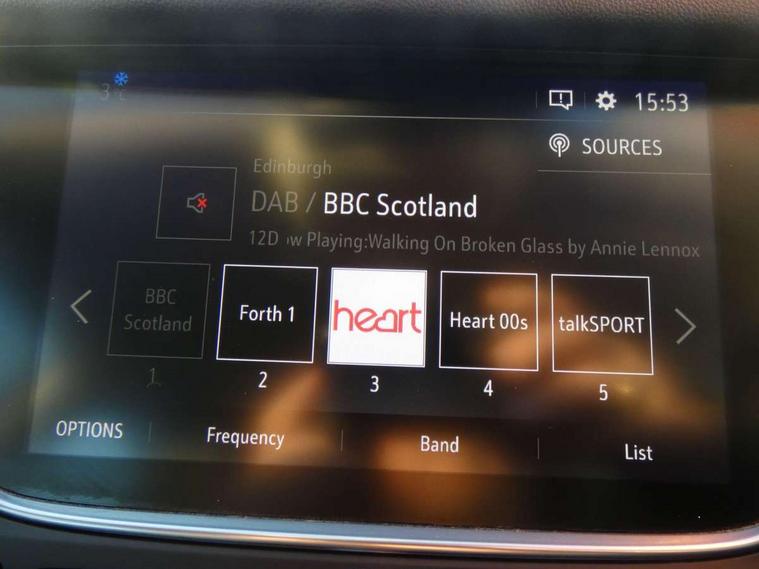 3 °C
15:53
SOURCES
Edinburgh
DAB / BBC Scotland
12D ow Playing:Walking On Broken Glass by Annie Lennox
BBC Scotland
Forth 1
heart
Heart 00s
talkSPORT
1
2
3
4
5
OPTIONS
Frequency
Band
List